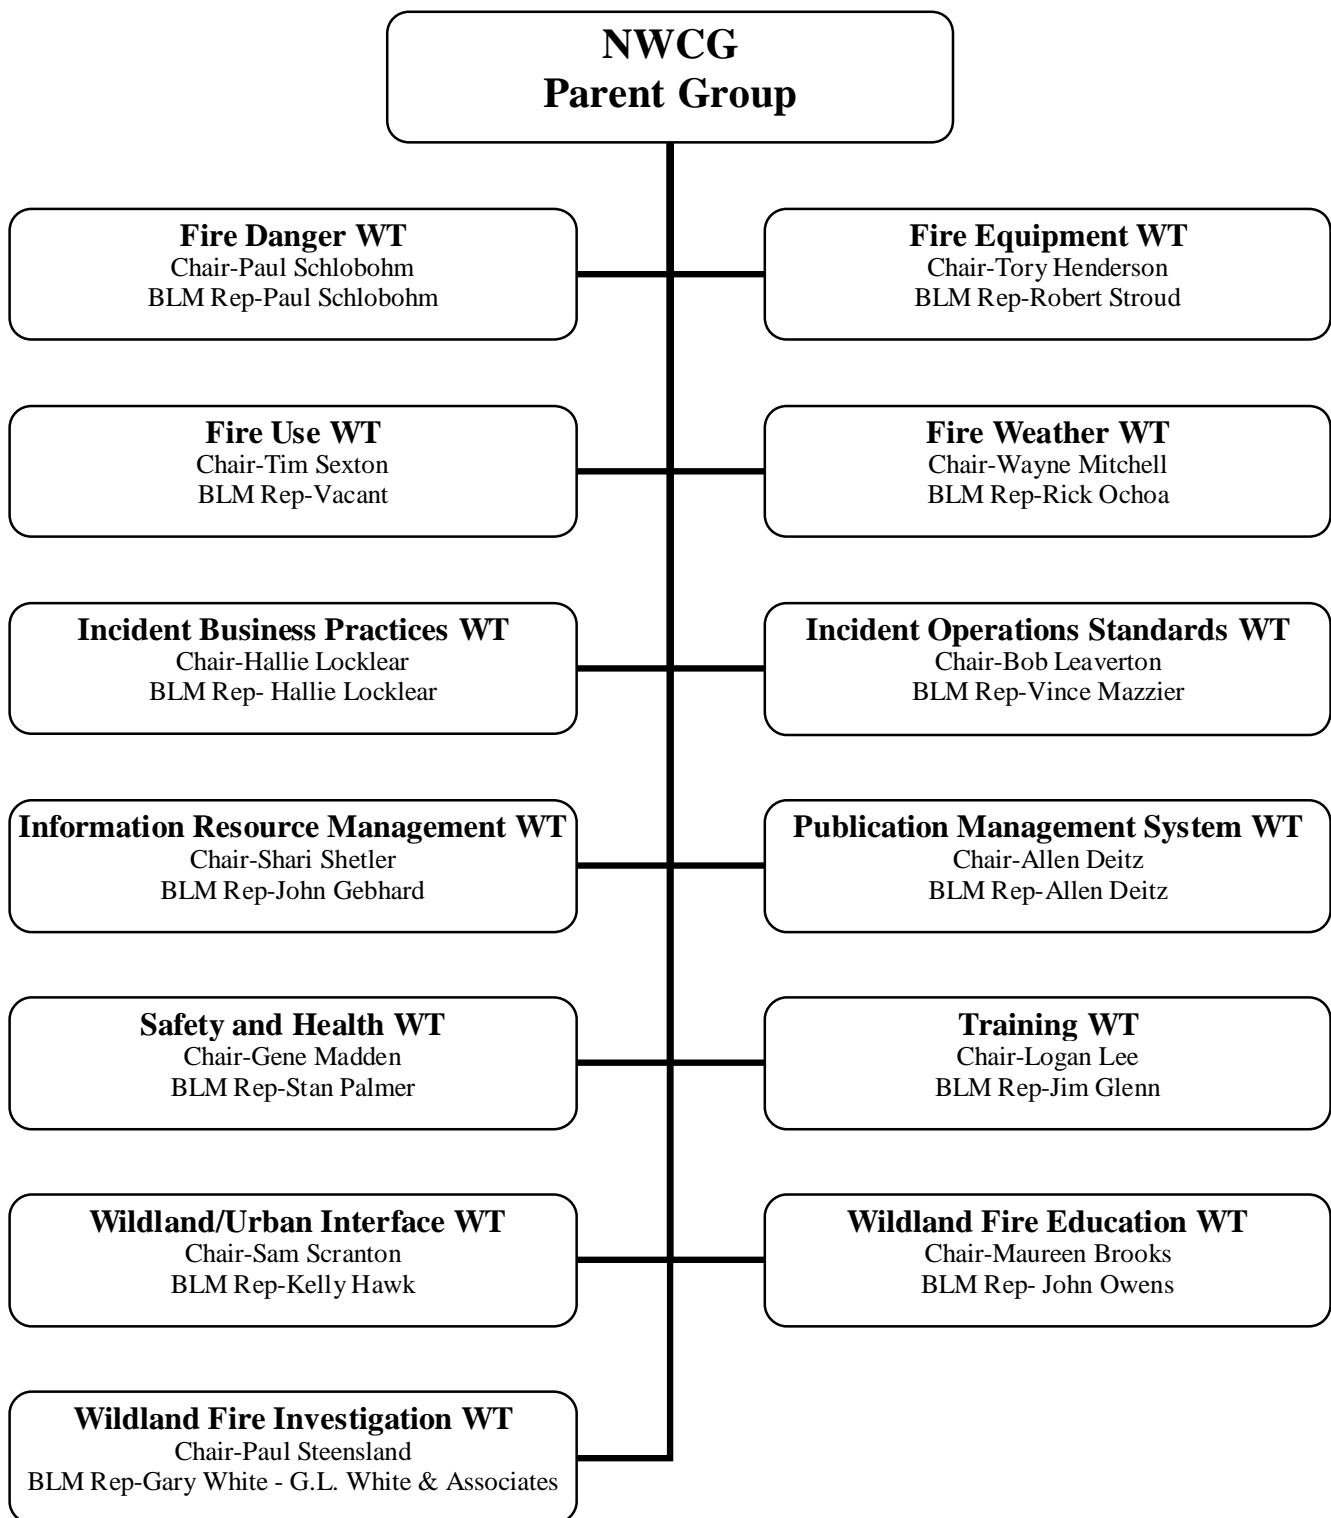 NWCG
Parent Group
Fire Danger WT
Chair-Paul Schlobohm
BLM Rep-Paul Schlobohm
Fire Equipment WT
Chair-Tory Henderson
BLM Rep-Robert Stroud
Fire Use WT
Chair-Tim Sexton
BLM Rep-Vacant
Fire Weather WT
Chair-Wayne Mitchell
BLM Rep-Rick Ochoa
Incident Business Practices WT
Chair-Hallie Locklear
BLM Rep- Hallie Locklear
Incident Operations Standards WT
Chair-Bob Leaverton
BLM Rep-Vince Mazzier
Information Resource Management WT
Chair-Shari Shetler
BLM Rep-John Gebhard
Publication Management System WT
Chair-Allen Deitz
BLM Rep-Allen Deitz
Safety and Health WT
Chair-Gene Madden
BLM Rep-Stan Palmer
Training WT
Chair-Logan Lee
BLM Rep-Jim Glenn
Wildland/Urban Interface WT
Chair-Sam Scranton
BLM Rep-Kelly Hawk
Wildland Fire Education WT
Chair-Maureen Brooks
BLM Rep- John Owens
Wildland Fire Investigation WT
Chair-Paul Steensland
BLM Rep-Gary White - G.L. White & Associates